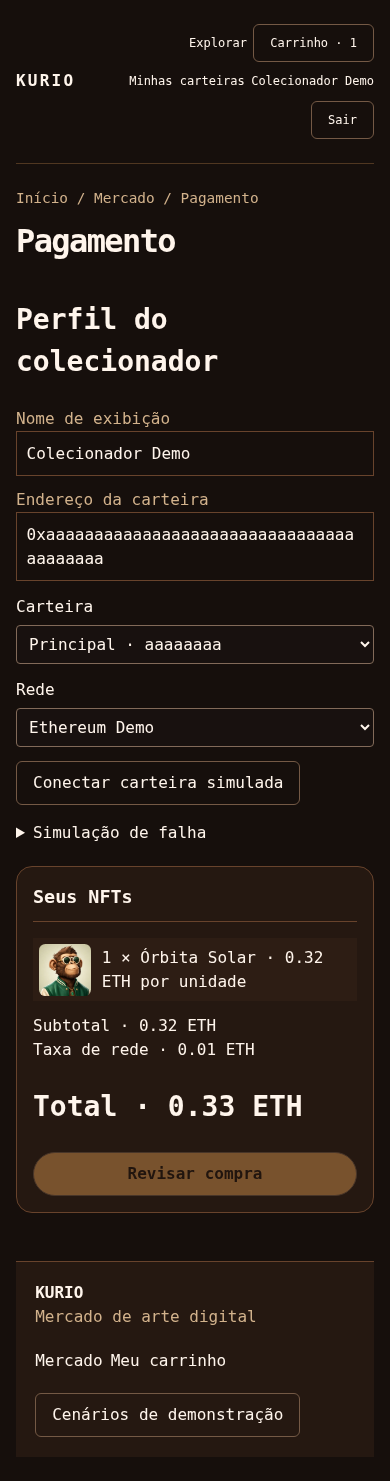 Explorar Carrinho · 1
KURIO
Minhas carteiras Colecionador Demo
Sair
Início / Mercado / Pagamento
Pagamento
Perfil do
colecionador
Nome de exibição
Colecionador Demo
Endereço da carteira
0xaaaaaaaaaaaaaaaaaaaaaaaaaaaaaaaa
aaaaaaaa
Carteira
Principal · aaaaaaaa
Rede
Ethereum Demo
Conectar carteira simulada
Simulação de falha
Seus NFTs
1 × Órbita Solar · 0.32
ETH por unidade
Subtotal · 0.32 ETH
Taxa de rede · 0.01 ETH
Total · 0.33 ETH
Revisar compra
KURIO
Mercado de arte digital
Mercado Meu carrinho
Cenários de demonstração